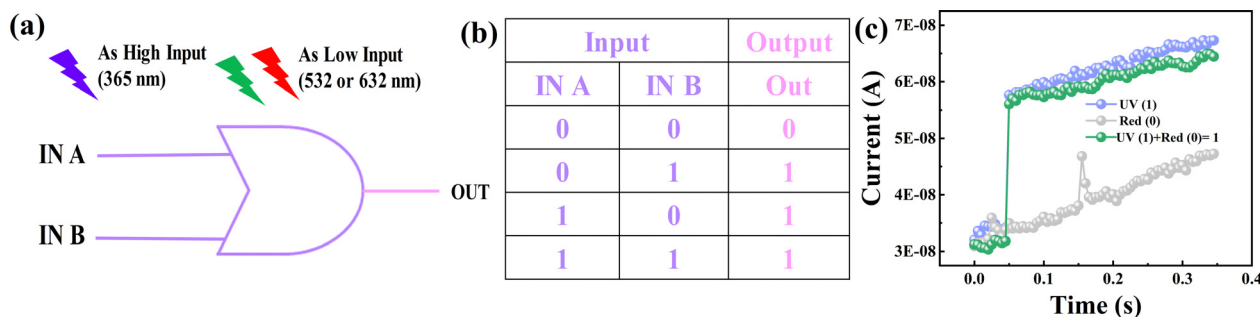 (a)
As High Input
(365 nm)
As Low Input
(532 or 632 nm)
IN A
IN B
OUT
(b)
Input Output
IN A IN B Out
0 0 0
0 1 1
1 0 1
1 1 1
(c)
7E-08
6E-08
5E-08
4E-08
3E-08
Current (A)
UV (1)
Red (0)
UV (1)+Red (0)= 1
0.0 0.1 0.2 0.3 0.4
Time (s)